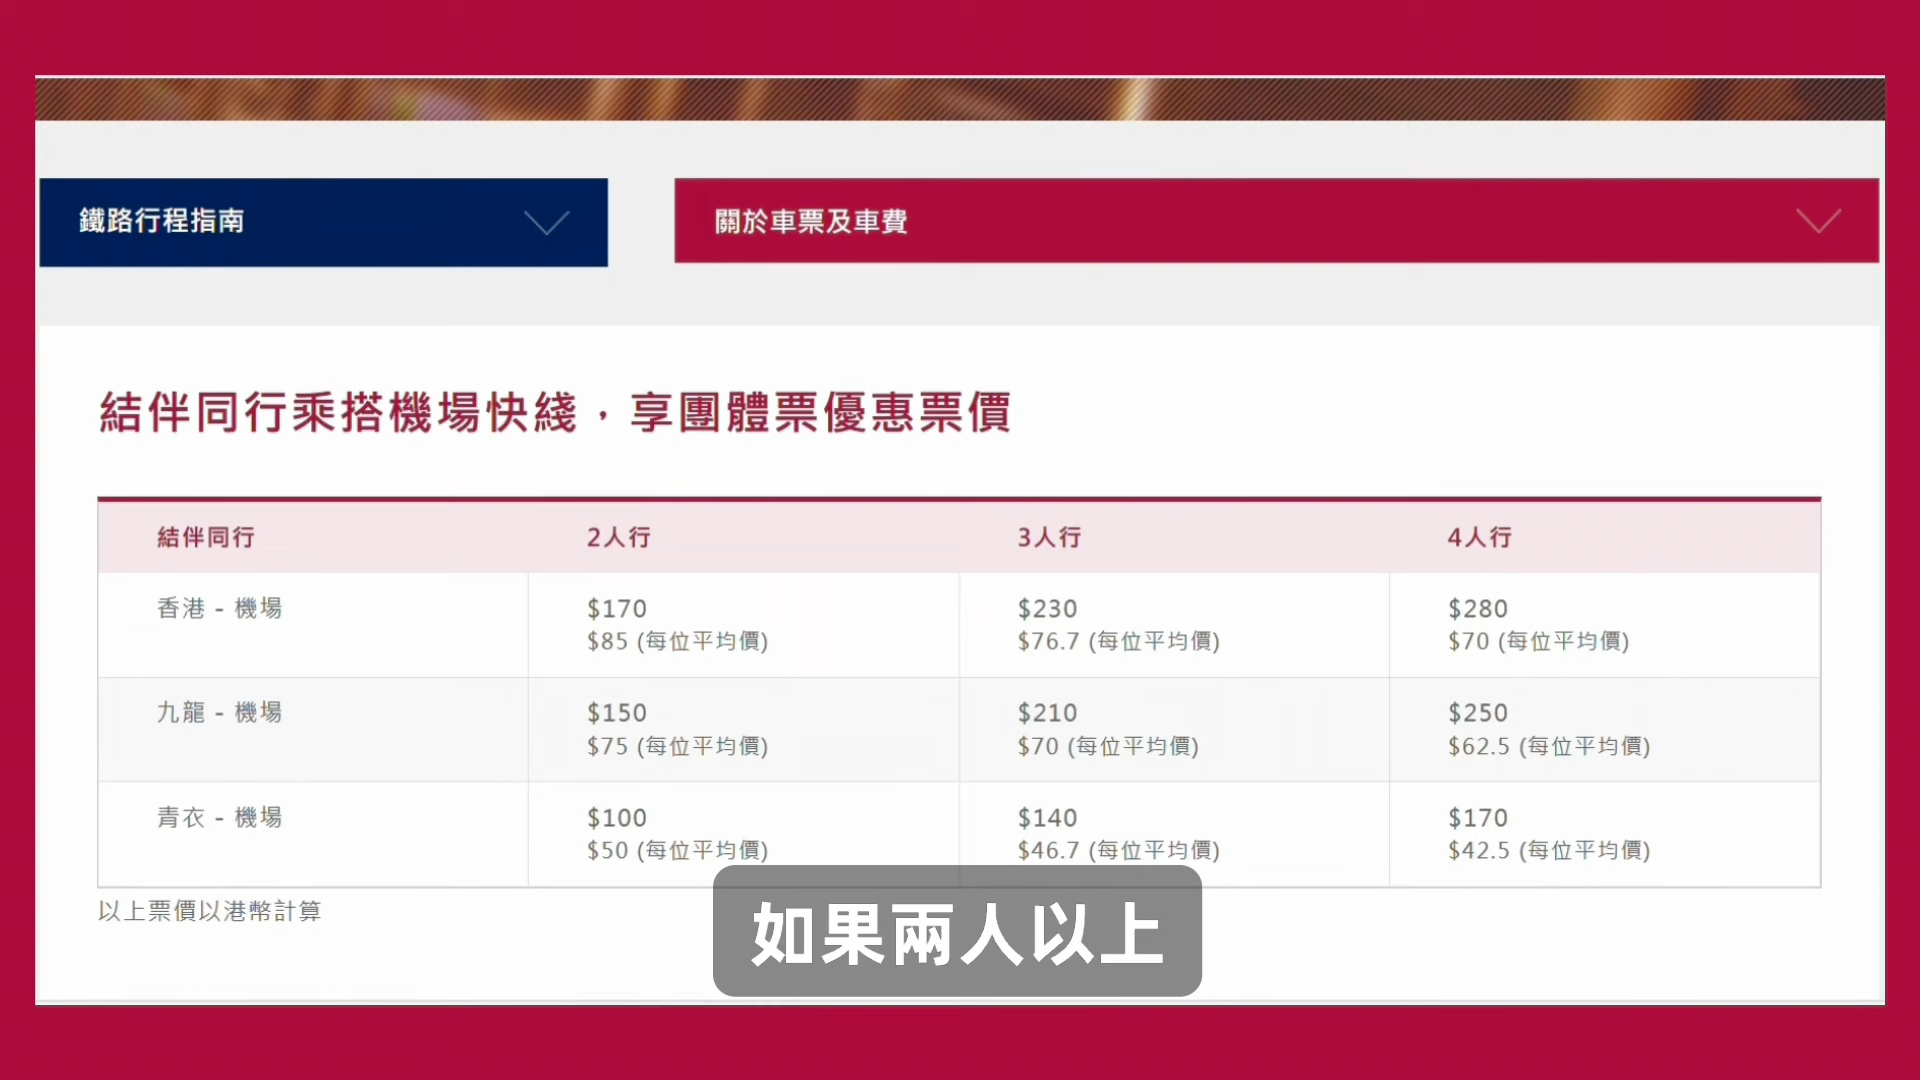 鐵路行程指南
關於車票及車費
結伴同行乘搭機場快綫，享團體票優惠票價
結伴同行 2人行 3人行 4人行
香港 - 機場 $170 $230 $280
$85 (每位平均價) $76.7 (每位平均價) $70 (每位平均價)
九龍 - 機場 $150 $210 $250
$75 (每位平均價) $70 (每位平均價) $62.5 (每位平均價)
青衣 - 機場 $100 $140 $170
$50 (每位平均價) $46.7 (每位平均價) $42.5 (每位平均價)
以上票價以港幣計算
如果兩人以上